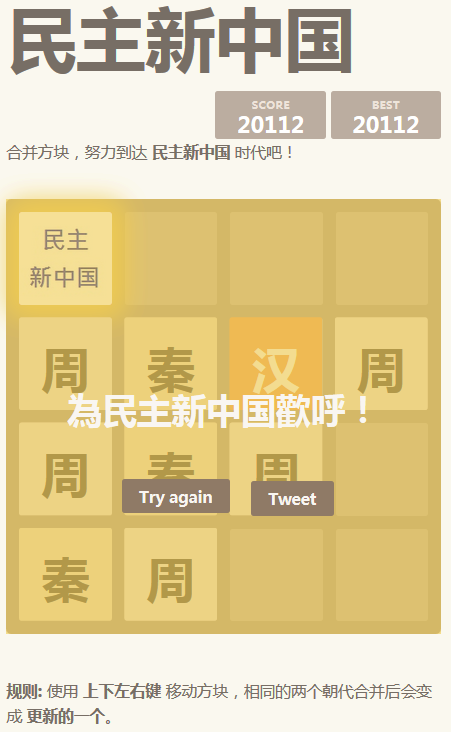 民主新中国
SCORE BEST
20112 20112
合并方块，努力到达 民主新中国 时代吧！
民主
新中国
周 秦 汉 周
為民主新中国歡呼！
周 秦 周
Try again Tweet
秦 周
规则: 使用 上下左右键 移动方块，相同的两个朝代合并后会变
成 更新的一个。